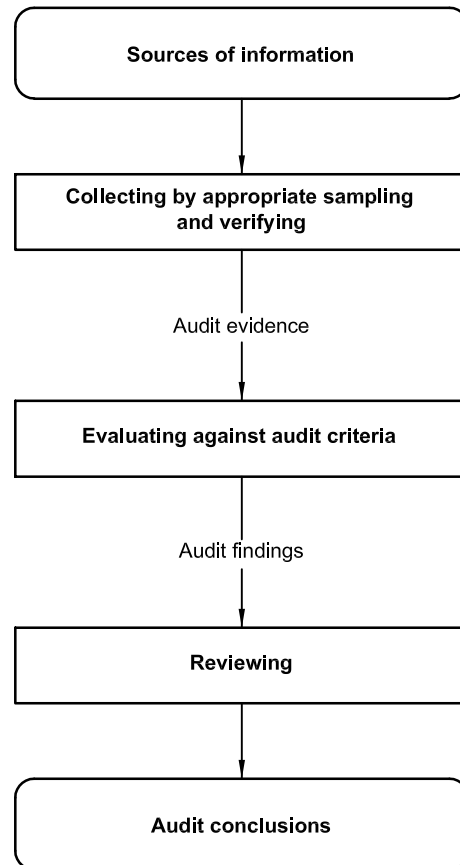 Sources of information
Collecting by appropriate sampling
and verifying
Audit evidence
Evaluating against audit criteria
Audit findings
Reviewing
Audit conclusions